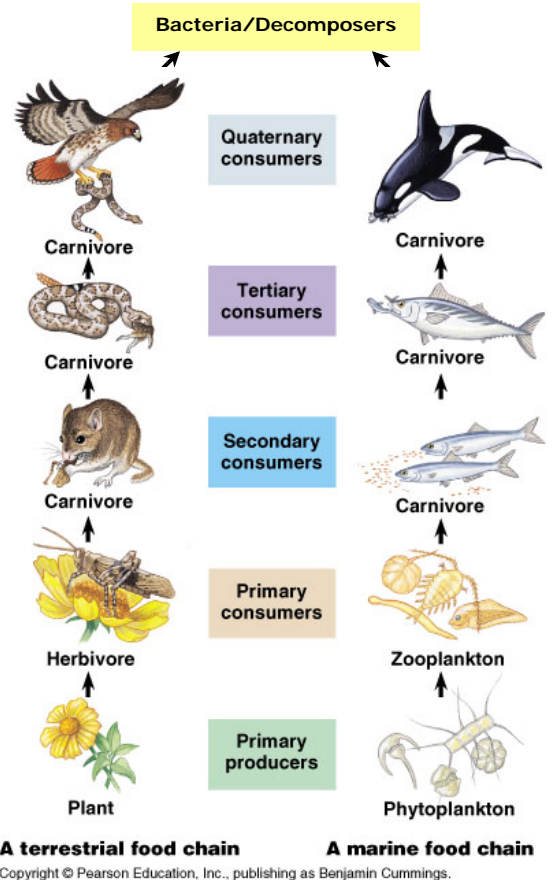 Bacteria/Decomposers
Quaternary
consumers
Carnivore
Carnivore
Tertiary
consumers
Carnivore
Carnivore
Secondary
consumers
Carnivore
Carnivore
Primary
consumers
Herbivore
Zooplankton
Primary
producers
Plant
Phytoplankton
A terrestrial food chain
A marine food chain
Copyright © Pearson Education, Inc., publishing as Benjamin Cummings.